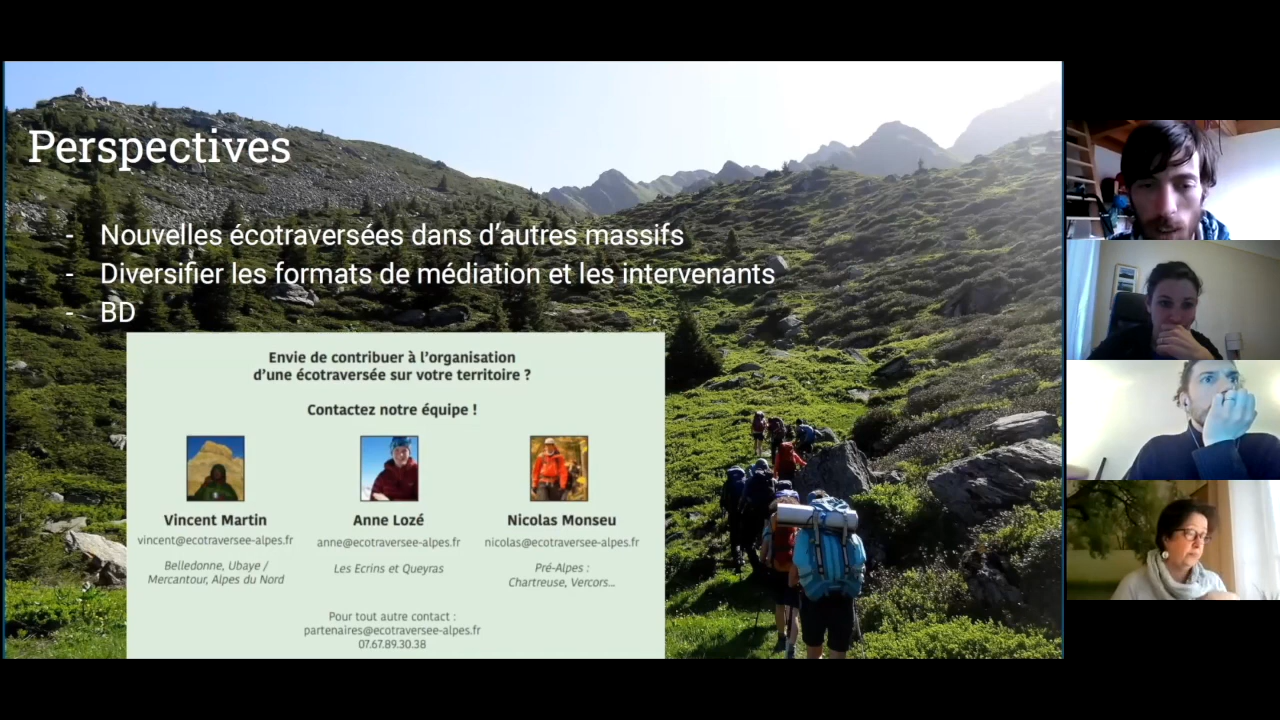 Perspectives
- Nouvelles écotraversées dans d'autres massifs
- Diversifier les formats de médiation et les intervenants
- BD
Envie de contribuer à l'organisation
d'une écotraversée sur votre territoire ?
Contactez notre équipe !
Vincent Martin
vincent@ecotraversee-alpes.fr
Belledonne, Ubaye /
Mercantour, Alpes du Nord
Anne Lozé
anne@ecotraversee-alpes.fr
Les Ecrins et Queyras
Nicolas Monseu
nicolas@ecotraversee-alpes.fr
Pré-Alpes :
Chartreuse, Vercors...
Pour tout autre contact :
partenaires@ecotraversee-alpes.fr
07.67.89.30.38